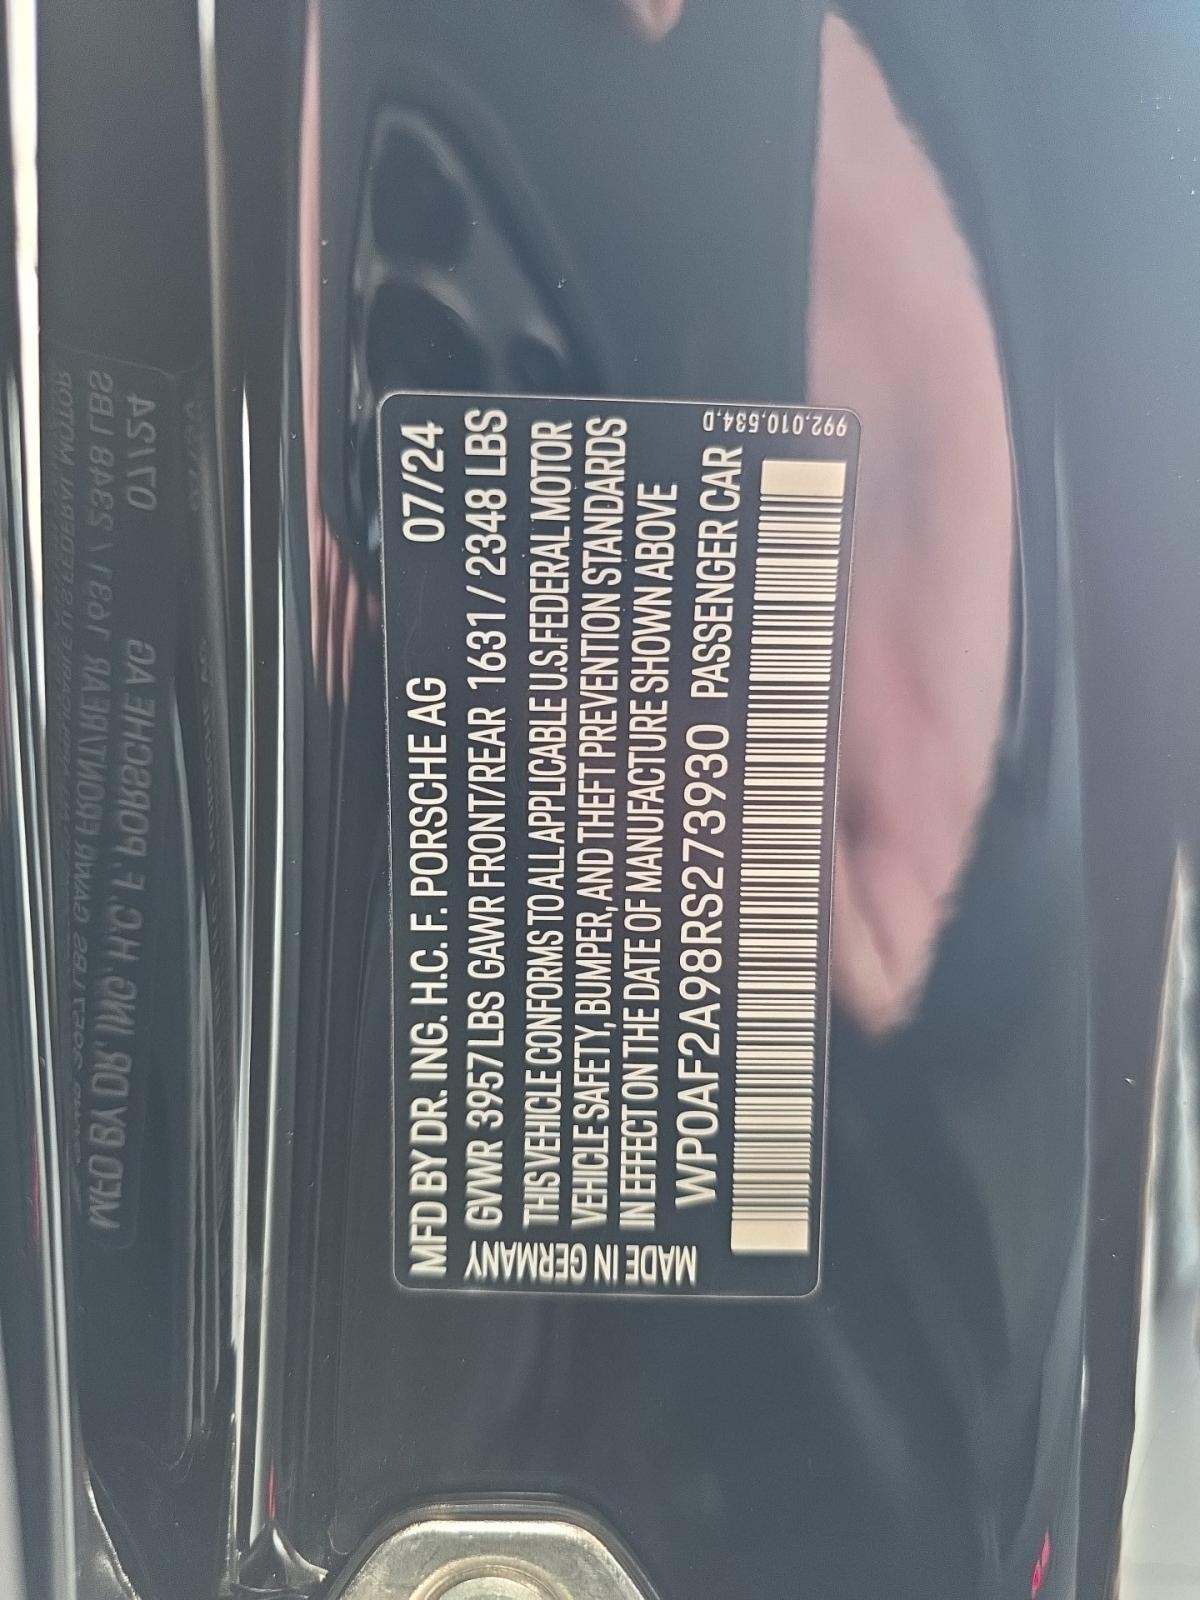 MFD BY DR. ING. H.C. F. PORSCHE AG 07/24
GVWR 3957 LBS GAWR FRONT/REAR 1631 / 2348 LBS
THIS VEHICLE CONFORMS TO ALL APPLICABLE U.S. FEDERAL MOTOR
VEHICLE SAFETY, BUMPER, AND THEFT PREVENTION STANDARDS
IN EFFECT ON THE DATE OF MANUFACTURE SHOWN ABOVE
WP0AF2A98RS273930 PASSENGER CAR
MADE IN GERMANY
992.010.534.D